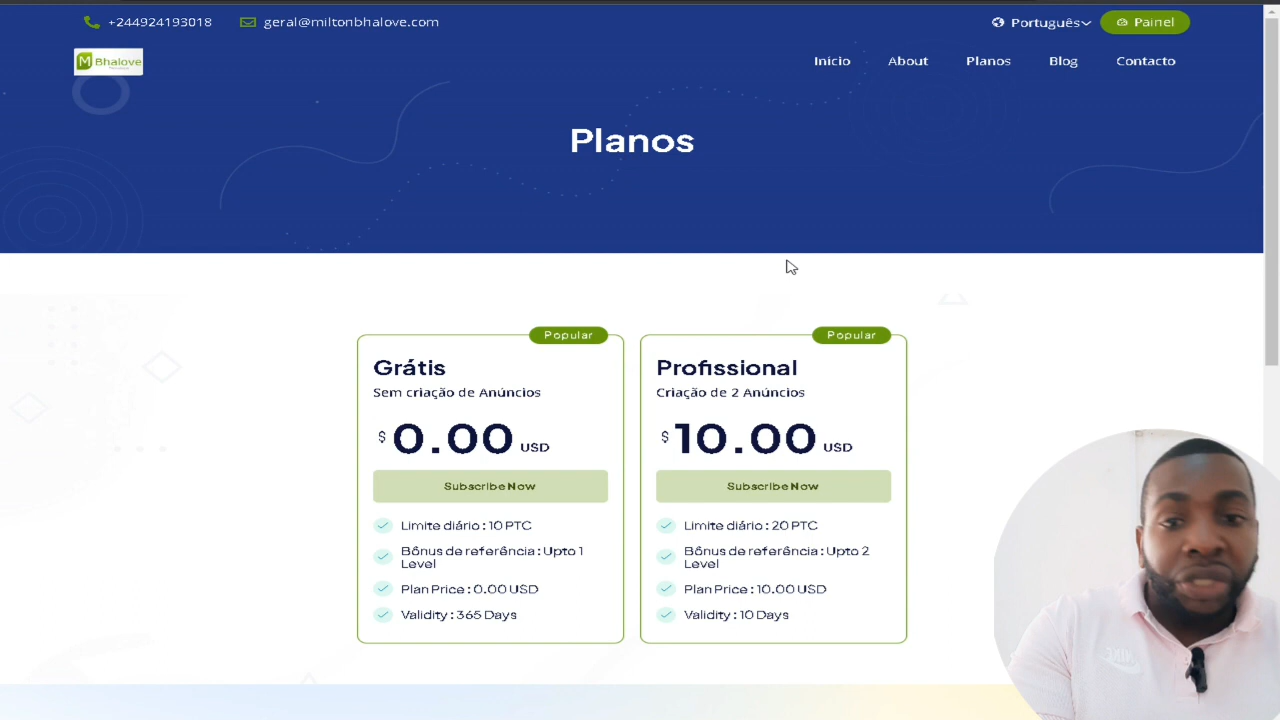 +244924193018
geral@miltonbhalove.com
Português
Painel
M Bhalove
Inicio
About
Planos
Blog
Contacto
Planos
Popular
Grátis
Sem criação de Anúncios
$ 0.00 USD
Subscribe Now
Limite diário : 10 PTC
Bônus de referência : Upto 1
Level
Plan Price : 0.00 USD
Validity : 365 Days
Popular
Profissional
Criação de 2 Anúncios
$ 10.00 USD
Subscribe Now
Limite diário : 20 PTC
Bônus de referência : Upto 2
Level
Plan Price : 10.00 USD
Validity : 10 Days
NIKE